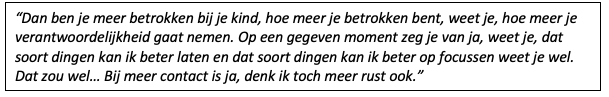 “Dan ben je meer betrokken bij je kind, hoe meer je betrokken bent, weet je, hoe meer je
verantwoordelijkheid gaat nemen. Op een gegeven moment zeg je van ja, weet je, dat
soort dingen kan ik beter laten en dat soort dingen kan ik beter op focussen weet je wel.
Dat zou wel… Bij meer contact is ja, denk ik toch meer rust ook.”